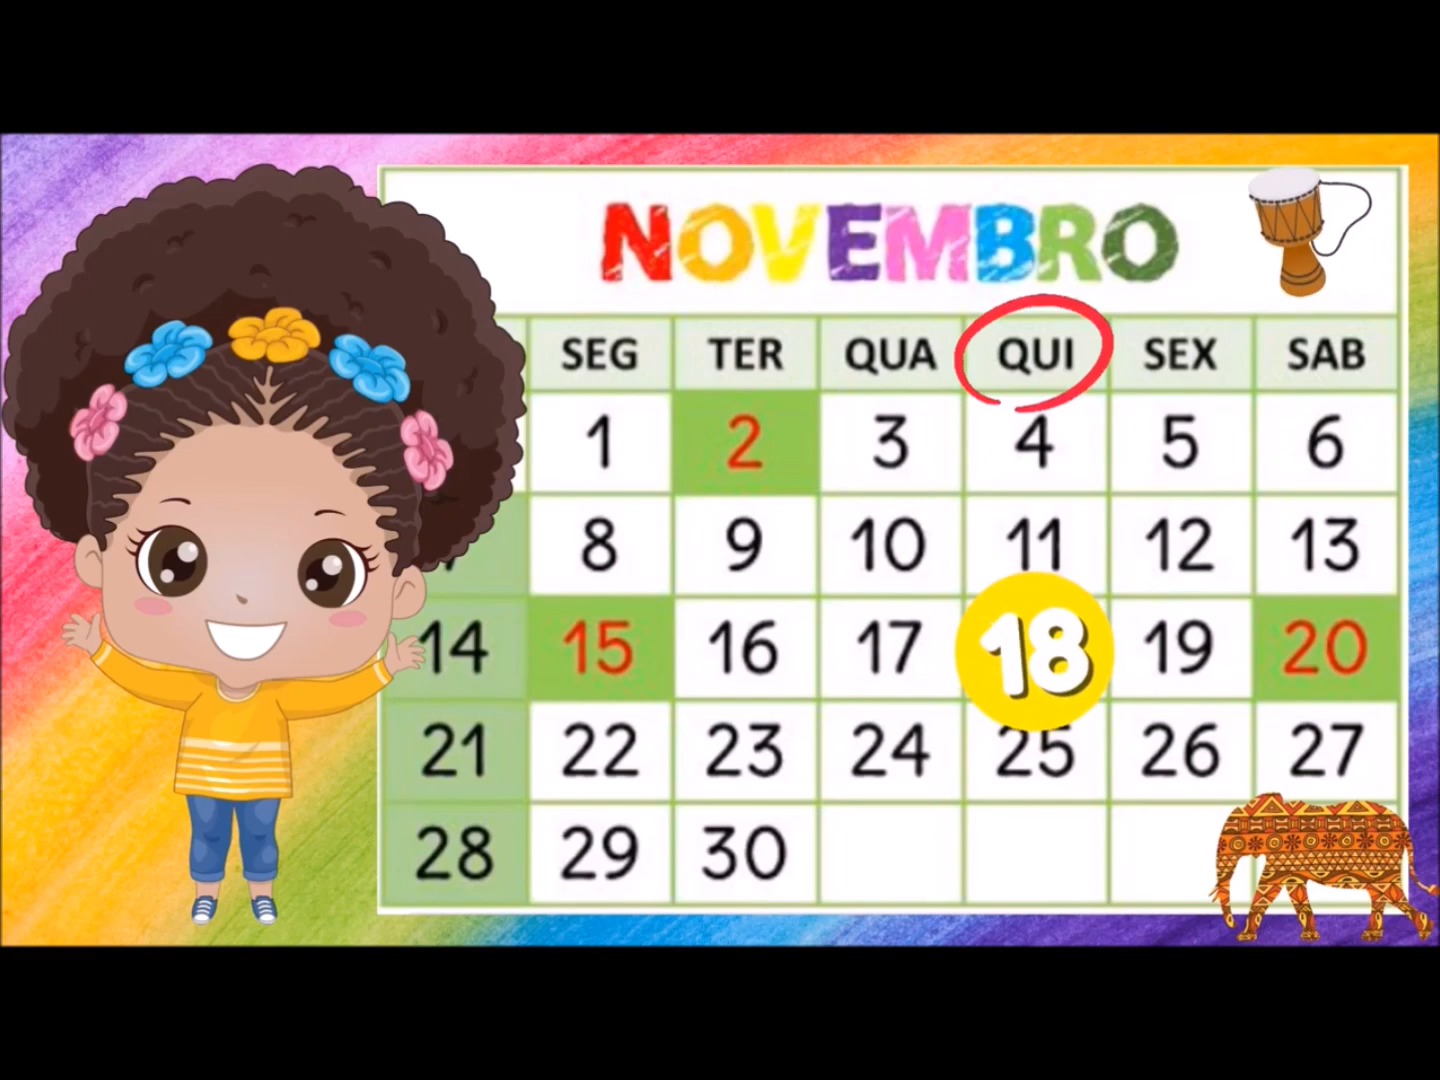 NOVEMBRO
SEG TER QUA QUI SEX SAB
1 2 3 4 5 6
8 9 10 11 12 13
14 15 16 17 18 19 20
21 22 23 24 25 26 27
28 29 30